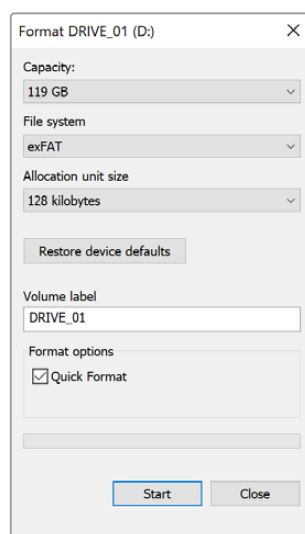 Format DRIVE_01 (D:)
Capacity:
119 GB
File system
exFAT
Allocation unit size
128 kilobytes
Restore device defaults
Volume label
DRIVE_01
Format options
Quick Format
Start Close